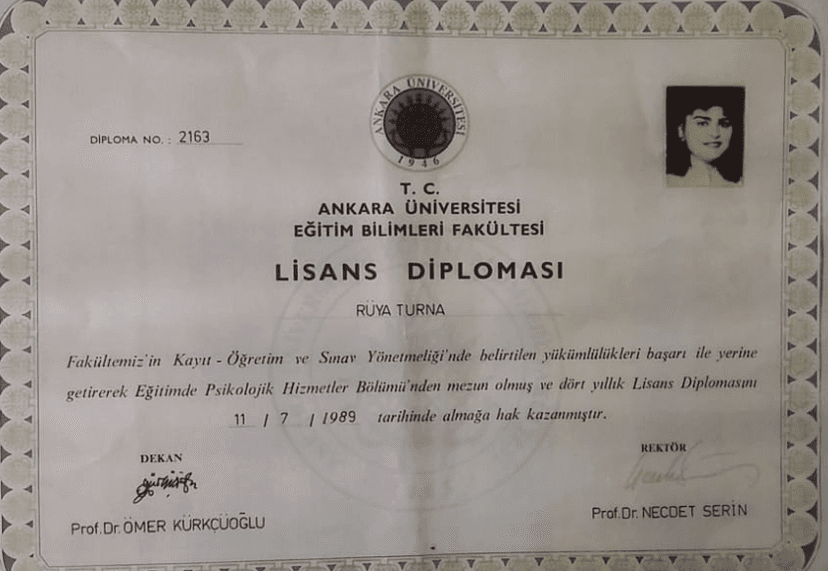 ANKARA ÜNİVERSİTESİ
1946
DİPLOMA NO. : 2163
T. C.
ANKARA ÜNİVERSİTESİ
EĞİTİM BİLİMLERİ FAKÜLTESİ
LİSANS DİPLOMASI
RÜYA TURNA
Fakültemiz'in Kayıt - Öğretim ve Sınav Yönetmeliği'nde belirtilen yükümlülükleri başarı ile yerine
getirerek Eğitimde Psikolojik Hizmetler Bölümü'nden mezun olmuş ve dört yıllık Lisans Diplomasını
11 / 7 / 1989 tarihinde almağa hak kazanmıştır.
DEKAN
Prof.Dr. ÖMER KÜRKÇÜOĞLU
REKTÖR
Prof.Dr. NECDET SERİN